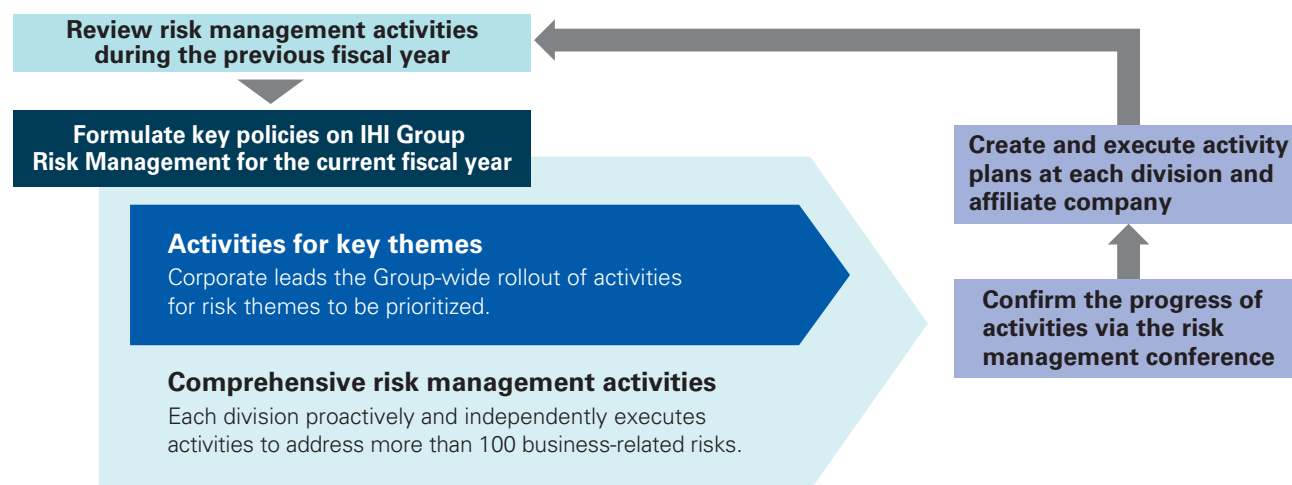 Review risk management activities
during the previous fiscal year
Formulate key policies on IHI Group
Risk Management for the current fiscal year
Activities for key themes
Corporate leads the Group-wide rollout of activities
for risk themes to be prioritized.
Comprehensive risk management activities
Each division proactively and independently executes
activities to address more than 100 business-related risks.
Create and execute activity
plans at each division and
affiliate company
Confirm the progress of
activities via the risk
management conference